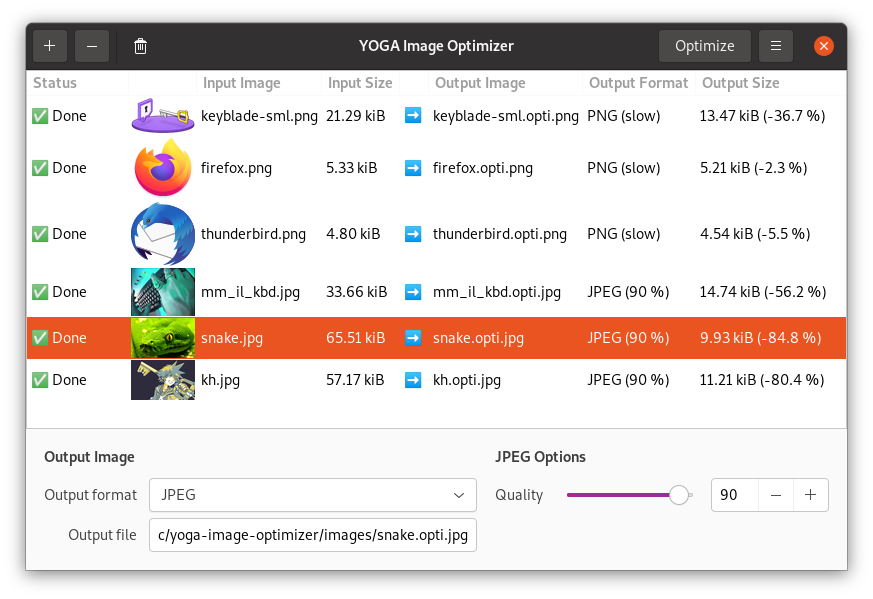 YOGA Image Optimizer Optimize
Status Input Image Input Size Output Image Output Format Output Size
Done keyblade-sml.png 21.29 kiB keyblade-sml.opti.png PNG (slow) 13.47 kiB (-36.7 %)
Done firefox.png 5.33 kiB firefox.opti.png PNG (slow) 5.21 kiB (-2.3 %)
Done thunderbird.png 4.80 kiB thunderbird.opti.png PNG (slow) 4.54 kiB (-5.5 %)
Done mm_il_kbd.jpg 33.66 kiB mm_il_kbd.opti.jpg JPEG (90 %) 14.74 kiB (-56.2 %)
Done snake.jpg 65.51 kiB snake.opti.jpg JPEG (90 %) 9.93 kiB (-84.8 %)
Done kh.jpg 57.17 kiB kh.opti.jpg JPEG (90 %) 11.21 kiB (-80.4 %)
Output Image JPEG Options
Output format JPEG Quality 90 − +
Output file c/yoga-image-optimizer/images/snake.opti.jpg